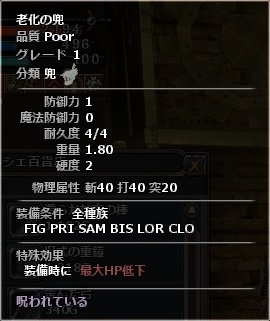 老化の兜
品質 Poor
グレード 1
分類 兜
防御力 1
魔法防御力 0
耐久度 4/4
重量 1.80
硬度 2
物理属性 斬40 打40 突20
装備条件 全種族
FIG PRI SAM BIS LOR CLO
特殊効果
装備時に 最大HP低下
呪われている